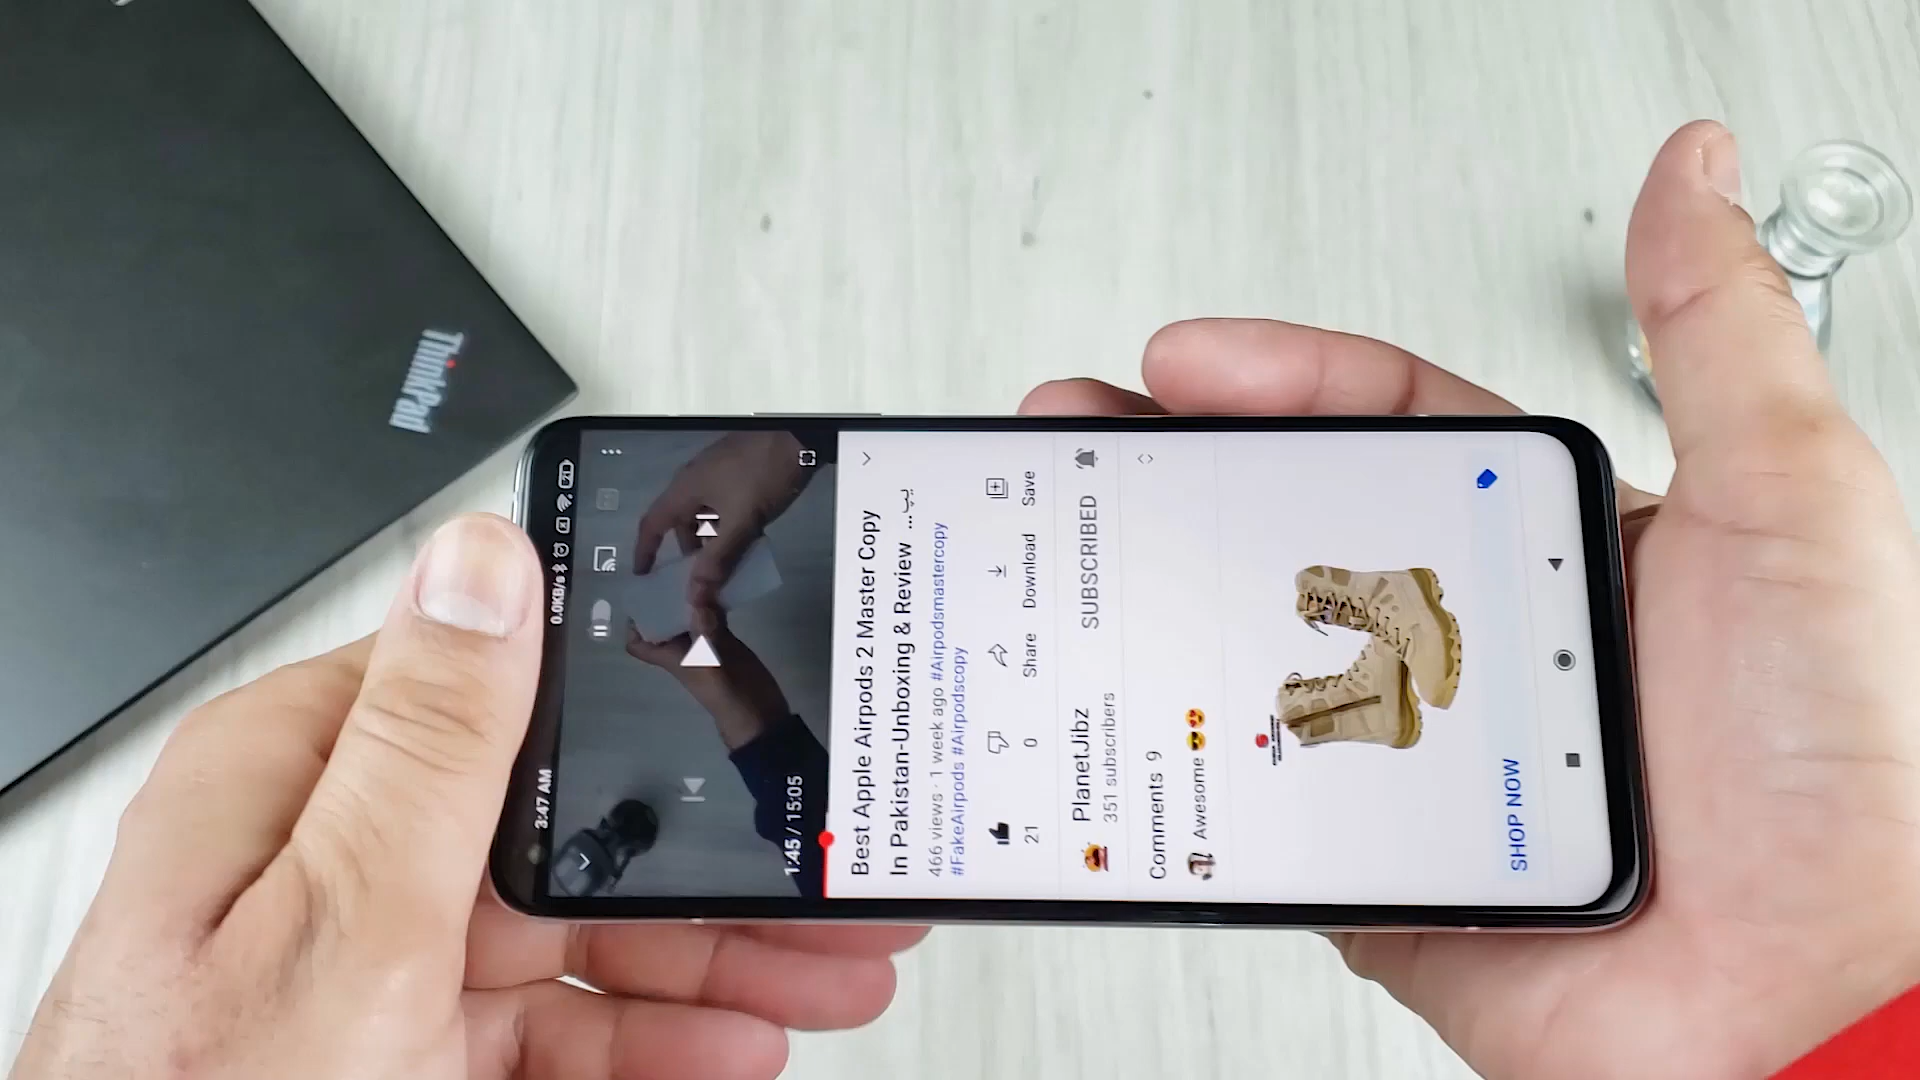 ThinkPad
3:47 AM
0.0KB/s
1:45 / 15:05
Best Apple Airpods 2 Master Copy
In Pakistan-Unboxing & Review ...
466 views · 1 week ago #Airpodsmastercopy
#FakeAirpods #Airpodscopy
21
0
Share
Download
Save
PlanetJibz
351 subscribers
SUBSCRIBED
Comments 9
Awesome 😎😍
SHOP NOW